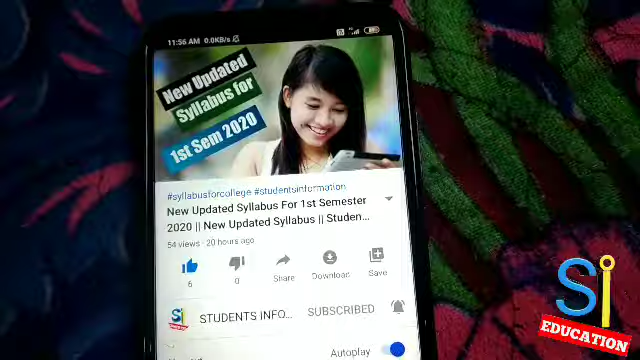 11:56 AM 0.0KB/s
New Updated
Syllabus for
1st Sem 2020
#syllabusforcollege #studentsinformation
New Updated Syllabus For 1st Semester
2020 || New Updated Syllabus || Studen...
54 views · 20 hours ago
6
0
Share
Download
Save
Si
STUDENTS iNFO...
SUBSCRIBED
Autoplay
Si
EDUCATION